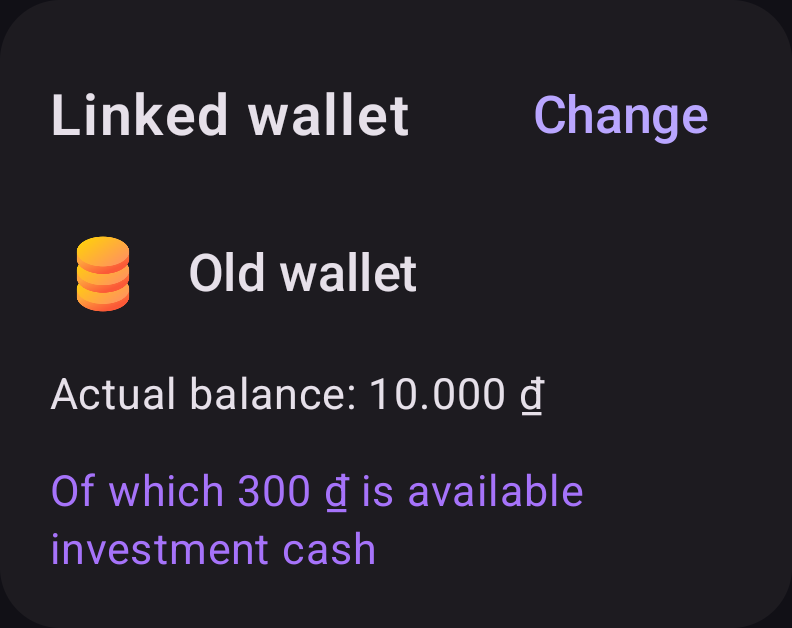 Linked wallet
Change
Old wallet
Actual balance: 10.000 ₫
Of which 300 ₫ is available
investment cash